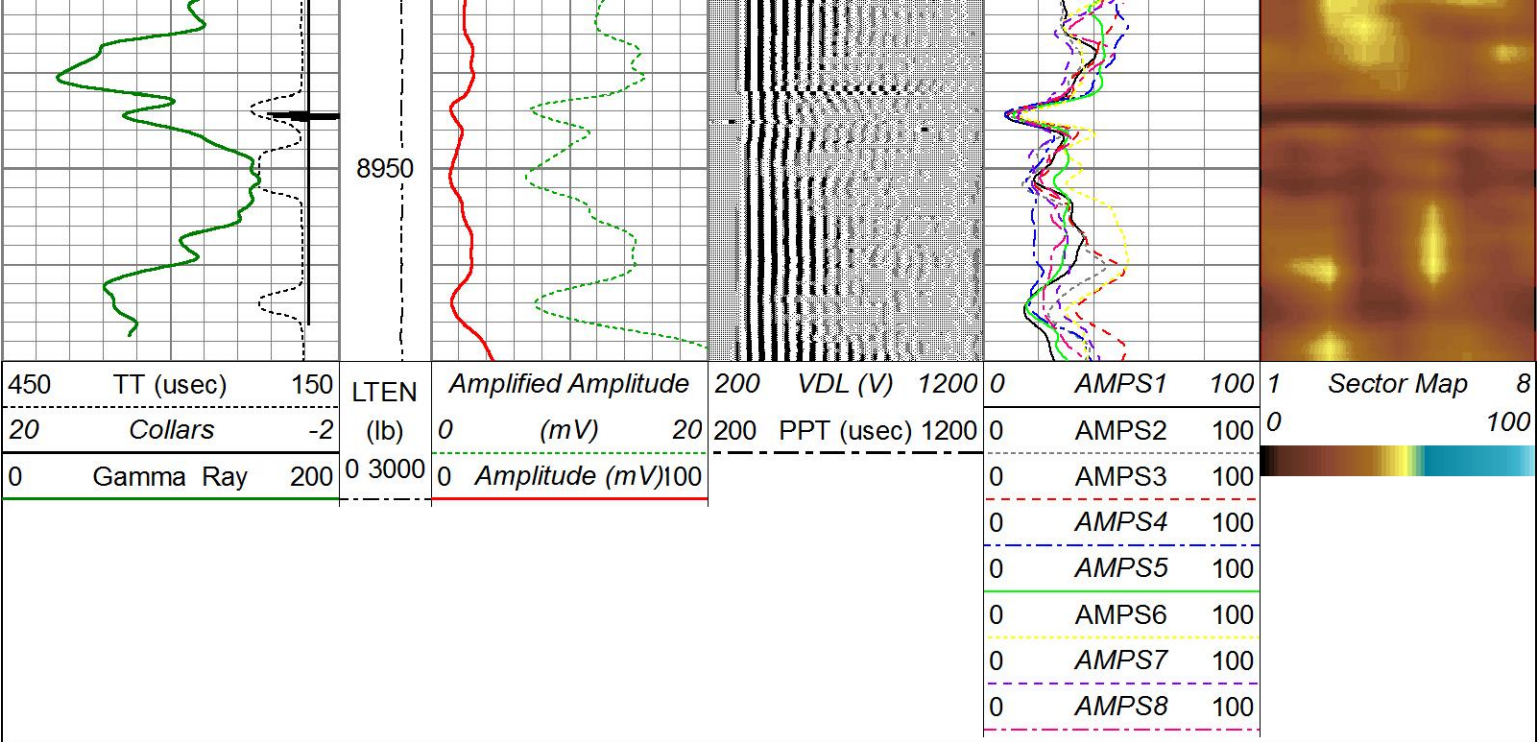 8950
450 TT (usec) 150
20 Collars -2
0 Gamma Ray 200
LTEN
(lb)
0 3000
Amplified Amplitude
0 (mV) 20
0 Amplitude (mV)100
200 VDL (V) 1200
200 PPT (usec) 1200
0 AMPS1 100
0 AMPS2 100
0 AMPS3 100
0 AMPS4 100
0 AMPS5 100
0 AMPS6 100
0 AMPS7 100
0 AMPS8 100
1 Sector Map 8
0 100